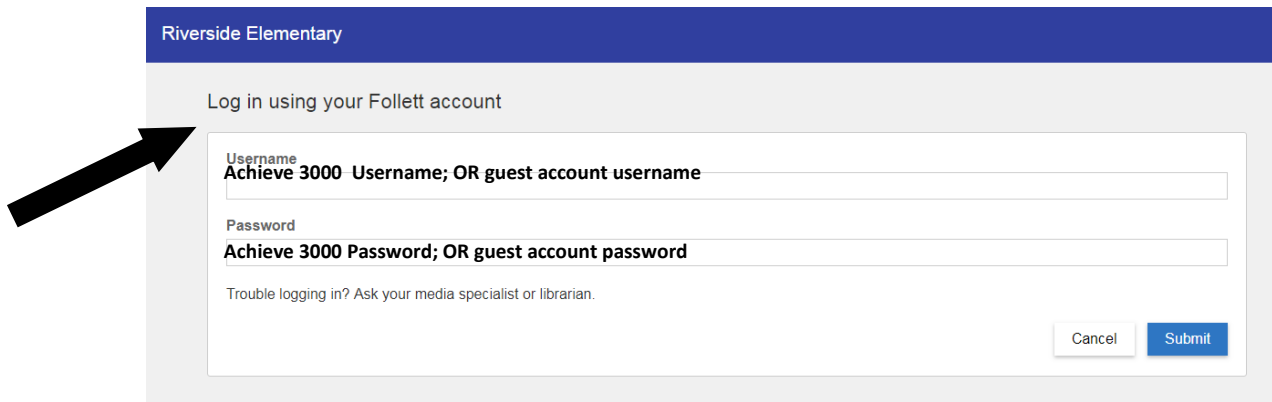 Riverside Elementary
Log in using your Follett account
Username
Achieve 3000  Username; OR guest account username
Password
Achieve 3000 Password; OR guest account password
Trouble logging in? Ask your media specialist or librarian.
Cancel Submit